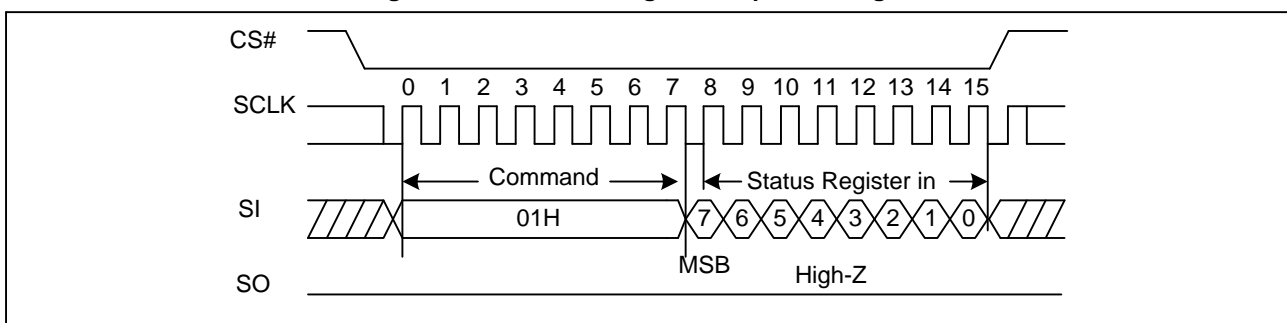 CS#
0 1 2 3 4 5 6 7 8 9 10 11 12 13 14 15
SCLK
Command Status Register in
SI 01H 7 6 5 4 3 2 1 0
MSB High-Z
SO